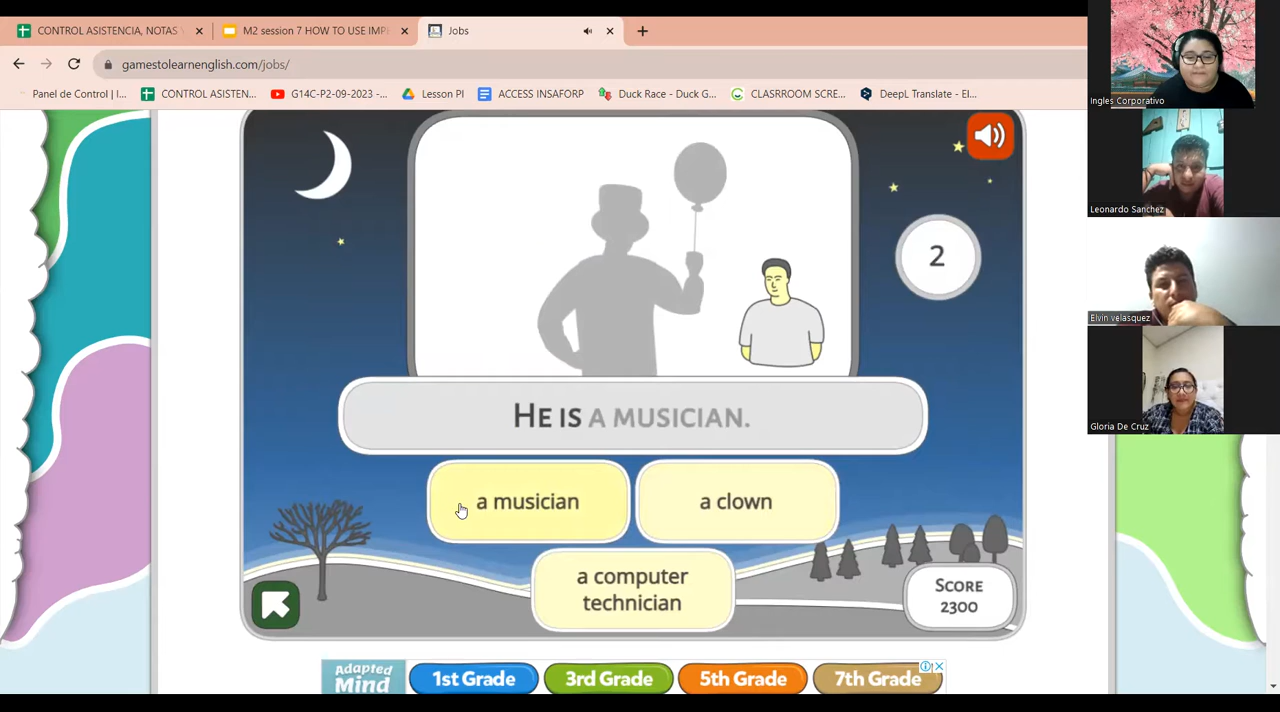 CONTROL ASISTENCIA, NOTAS
M2 session 7 HOW TO USE IMPE
Jobs
gamestolearnenglish.com/jobs/
Panel de Control | I...
CONTROL ASISTEN...
G14C-P2-09-2023 -...
Lesson PI
ACCESS INSAFORP
Duck Race - Duck G...
CLASRROOM SCRE...
DeepL Translate - El...
2
HE IS A MUSICIAN.
a musician
a clown
a computer
technician
SCORE
2300
Adapted
Mind
1st Grade
3rd Grade
5th Grade
7th Grade
Ingles Corporativo
Leonardo Sanchez
Elvin velasquez
Gloria De Cruz